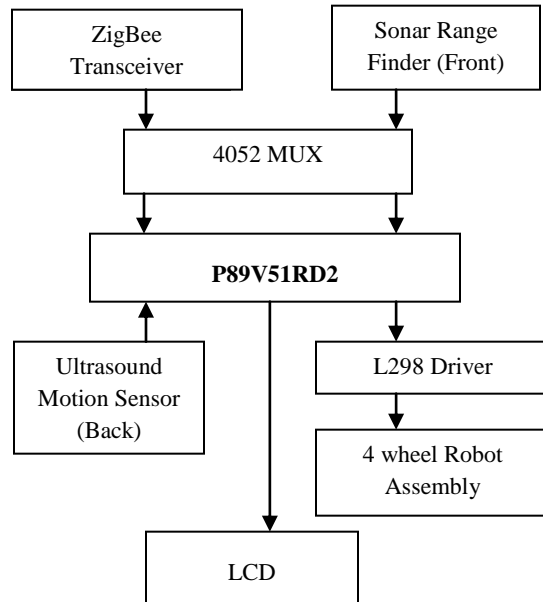 ZigBee
Transceiver
Sonar Range
Finder (Front)
4052 MUX
P89V51RD2
Ultrasound
Motion Sensor
(Back)
L298 Driver
4 wheel Robot
Assembly
LCD